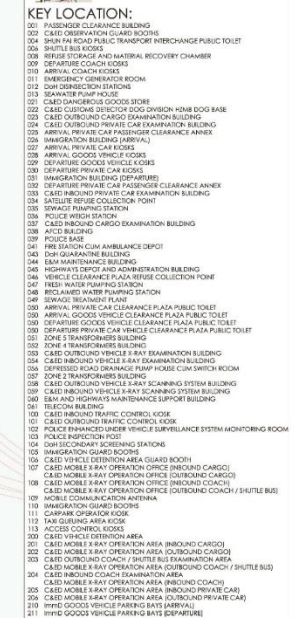 KEY LOCATION:
001 PASSENGER CLEARANCE BUILDING
002 C&ED OBSERVATION GUARD BOOTHS
004 SHUN FAI ROAD PUBLIC TRANSPORT INTERCHANGE PUBLIC TOILET
006 SHUTTLE BUS KIOSKS
008 REFUSE STORAGE AND MATERIAL RECOVERY CHAMBER
009 DEPARTURE COACH KIOSKS
010 ARRIVAL COACH KIOSKS
011 EMERGENCY GENERATOR ROOM
012 DoH DISINSECTION STATIONS
013 SEAWATER PUMP HOUSE
021 C&ED DANGEROUS GOODS STORE
022 C&ED CUSTOMS DETECTOR DOG DIVISION HZMB DOG BASE
023 C&ED OUTBOUND CARGO EXAMINATION BUILDING
024 C&ED OUTBOUND PRIVATE CAR EXAMINATION BUILDING
025 ARRIVAL PRIVATE CAR PASSENGER CLEARANCE ANNEX
026 IMMIGRATION BUILDING (ARRIVAL)
027 ARRIVAL PRIVATE CAR KIOSKS
028 ARRIVAL GOODS VEHICLE KIOSKS
029 DEPARTURE GOODS VEHICLE KIOSKS
030 DEPARTURE PRIVATE CAR KIOSKS
031 IMMIGRATION BUILDING (DEPARTURE)
032 DEPARTURE PRIVATE CAR PASSENGER CLEARANCE ANNEX
033 C&ED INBOUND PRIVATE CAR EXAMINATION BUILDING
034 SATELLITE REFUSE COLLECTION POINT
035 SEWAGE PUMPING STATION
036 POLICE WEIGH STATION
037 C&ED INBOUND CARGO EXAMINATION BUILDING
038 AFCD BUILDING
039 POLICE BASE
041 FIRE STATION CUM AMBULANCE DEPOT
043 DoH QUARANTINE BUILDING
044 E&M MAINTENANCE BUILDING
045 HIGHWAYS DEPOT AND ADMINISTRATION BUILDING
046 VEHICLE CLEARANCE PLAZA REFUSE COLLECTION POINT
047 FRESH WATER PUMPING STATION
048 RECLAIMED WATER PUMPING STATION
049 SEWAGE TREATMENT PLANT
050 ARRIVAL PRIVATE CAR CLEARANCE PLAZA PUBLIC TOILET
050 ARRIVAL GOODS VEHICLE CLEARANCE PLAZA PUBLIC TOILET
050 DEPARTURE GOODS VEHICLE CLEARANCE PLAZA PUBLIC TOILET
050 DEPARTURE PRIVATE CAR VEHICLE CLEARANCE PLAZA PUBLIC TOILET
051 ZONE 5 TRANSFORMERS BUILDING
052 ZONE 4 TRANSFORMERS BUILDING
053 C&ED OUTBOUND VEHICLE X-RAY EXAMINATION BUILDING
054 C&ED INBOUND VEHICLE X-RAY EXAMINATION BUILDING
056 DEPRESSED ROAD DRAINAGE PUMP HOUSE CUM SWITCH ROOM
057 ZONE 2 TRANSFORMERS BUILDING
058 C&ED OUTBOUND VEHICLE X-RAY SCANNING SYSTEM BUILDING
059 C&ED INBOUND VEHICLE X-RAY SCANNING SYSTEM BUILDING
060 E&M AND HIGHWAYS MAINTENANCE SUPPORT BUILDING
061 TELECOM BUILDING
100 C&ED INBOUND TRAFFIC CONTROL KIOSK
101 C&ED OUTBOUND TRAFFIC CONTROL KIOSK
102 POLICE ENHANCED UNDER VEHICLE SURVEILLANCE SYSTEM MONITORING ROOM
103 POLICE INSPECTION POST
104 DoH SECONDARY SCREENING STATIONS
105 IMMIGRATION GUARD BOOTHS
106 C&ED VEHICLE DETENTION AREA GUARD BOOTH
107 C&ED MOBILE X-RAY OPERATION OFFICE (INBOUND CARGO)
C&ED MOBILE X-RAY OPERATION OFFICE (OUTBOUND CARGO)
108 C&ED MOBILE X-RAY OPERATION OFFICE (INBOUND COACH)
C&ED MOBILE X-RAY OPERATION OFFICE (OUTBOUND COACH / SHUTTLE BUS)
109 MOBILE COMMUNICATION ANTENNA
110 IMMIGRATION GUARD BOOTHS
111 CARPARK OPERATOR KIOSK
112 TAXI QUEUING AREA KIOSK
113 ACCESS CONTROL KIOSKS
200 C&ED VEHICLE DETENTION AREA
201 C&ED MOBILE X-RAY OPERATION AREA (INBOUND CARGO)
202 C&ED MOBILE X-RAY OPERATION AREA (OUTBOUND CARGO)
203 C&ED OUTBOUND COACH / SHUTTLE BUS EXAMINATION AREA
C&ED MOBILE X-RAY OPERATION AREA (OUTBOUND COACH / SHUTTLE BUS)
204 C&ED INBOUND COACH EXAMINATION AREA
C&ED MOBILE X-RAY OPERATION AREA (INBOUND COACH)
205 C&ED MOBILE X-RAY OPERATION AREA (INBOUND PRIVATE CAR)
206 C&ED MOBILE X-RAY OPERATION AREA (OUTBOUND PRIVATE CAR)
210 ImmD GOODS VEHICLE PARKING BAYS (ARRIVAL)
211 ImmD GOODS VEHICLE PARKING BAYS (DEPARTURE)